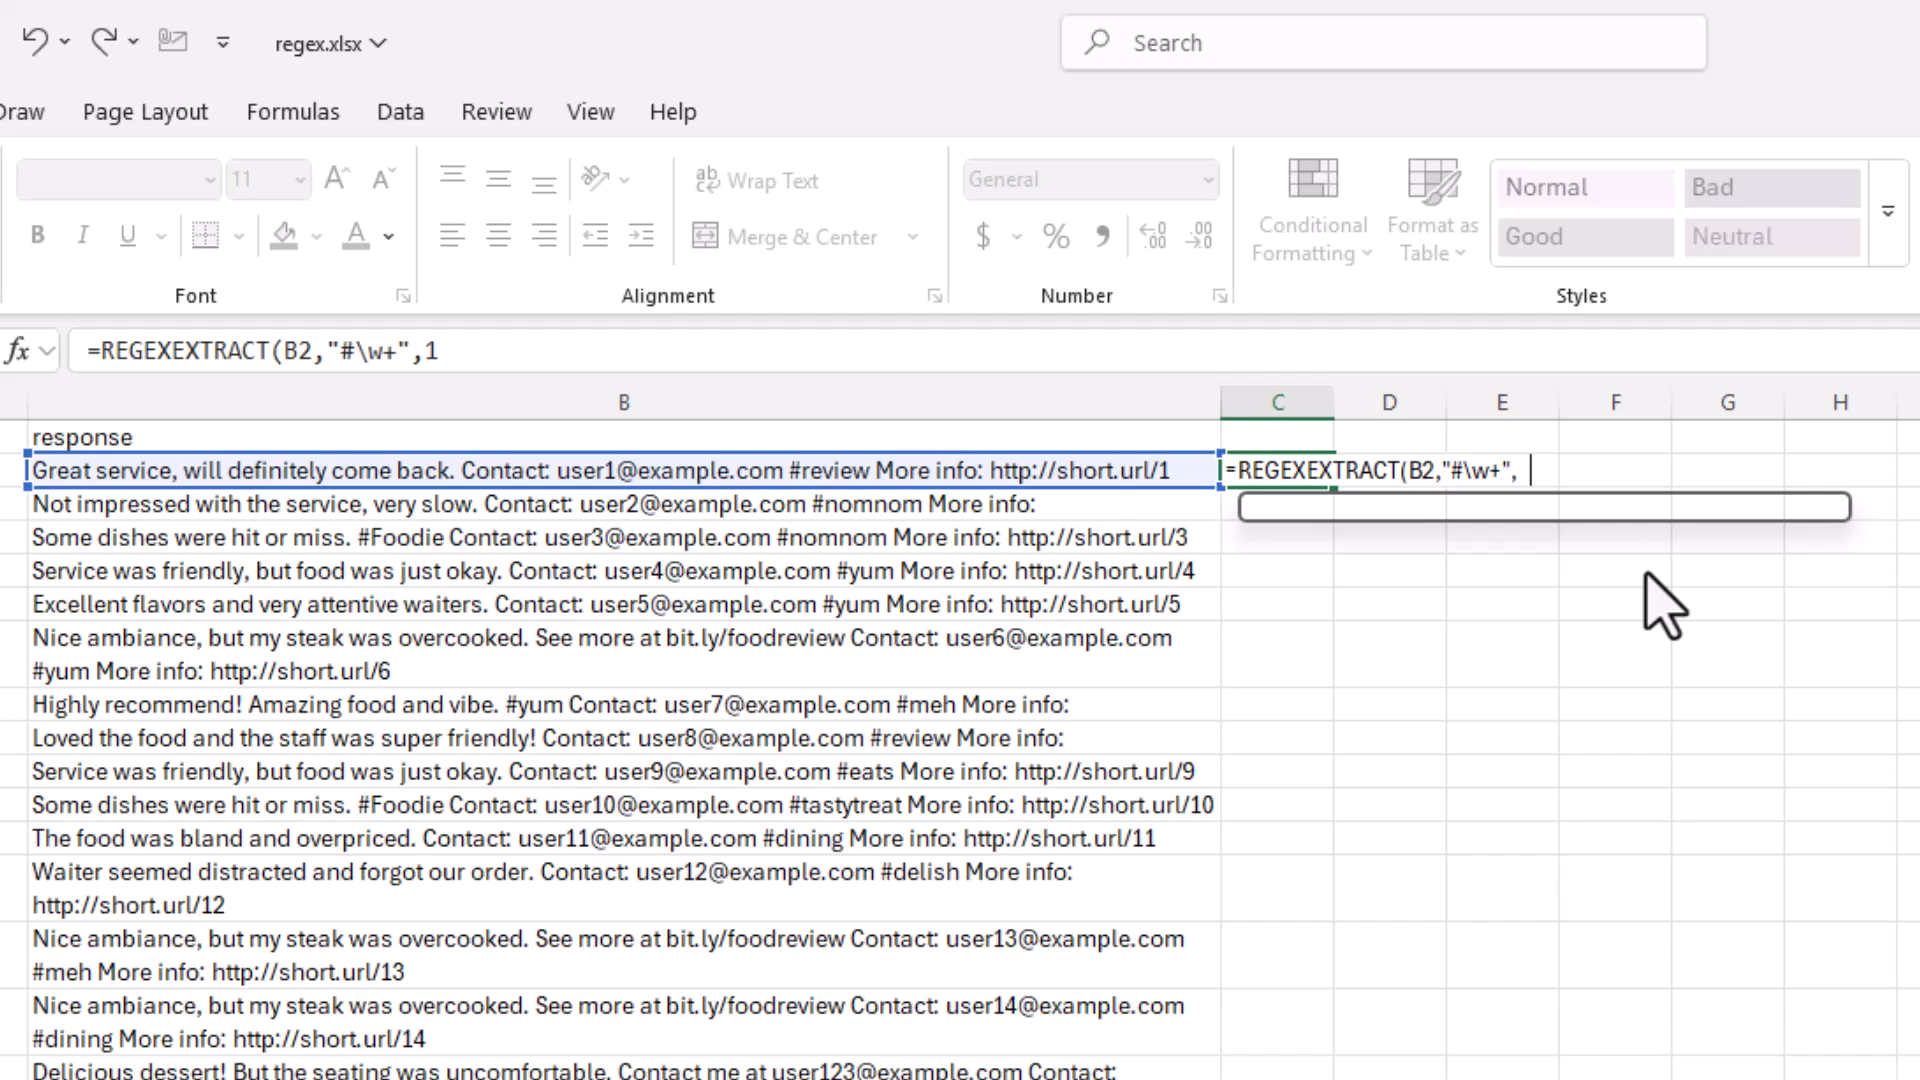 regex.xlsx
Search
Draw Page Layout Formulas Data Review View Help
11 A A
ab Wrap Text
General
Normal Bad
B I U A
Merge & Center
$ % ,
Conditional Formatting
Format as Table
Good Neutral
Font Alignment Number Styles
fx =REGEXEXTRACT(B2,"#\w+",1
B C D E F G H
response
Great service, will definitely come back. Contact: user1@example.com #review More info: http://short.url/1 =REGEXEXTRACT(B2,"#\w+",
Not impressed with the service, very slow. Contact: user2@example.com #nomnom More info:
Some dishes were hit or miss. #Foodie Contact: user3@example.com #nomnom More info: http://short.url/3
Service was friendly, but food was just okay. Contact: user4@example.com #yum More info: http://short.url/4
Excellent flavors and very attentive waiters. Contact: user5@example.com #yum More info: http://short.url/5
Nice ambiance, but my steak was overcooked. See more at bit.ly/foodreview Contact: user6@example.com
#yum More info: http://short.url/6
Highly recommend! Amazing food and vibe. #yum Contact: user7@example.com #meh More info:
Loved the food and the staff was super friendly! Contact: user8@example.com #review More info:
Service was friendly, but food was just okay. Contact: user9@example.com #eats More info: http://short.url/9
Some dishes were hit or miss. #Foodie Contact: user10@example.com #tastytreat More info: http://short.url/10
The food was bland and overpriced. Contact: user11@example.com #dining More info: http://short.url/11
Waiter seemed distracted and forgot our order. Contact: user12@example.com #delish More info:
http://short.url/12
Nice ambiance, but my steak was overcooked. See more at bit.ly/foodreview Contact: user13@example.com
#meh More info: http://short.url/13
Nice ambiance, but my steak was overcooked. See more at bit.ly/foodreview Contact: user14@example.com
#dining More info: http://short.url/14
Delicious dessert! But the seating was uncomfortable. Contact me at user123@example.com Contact: